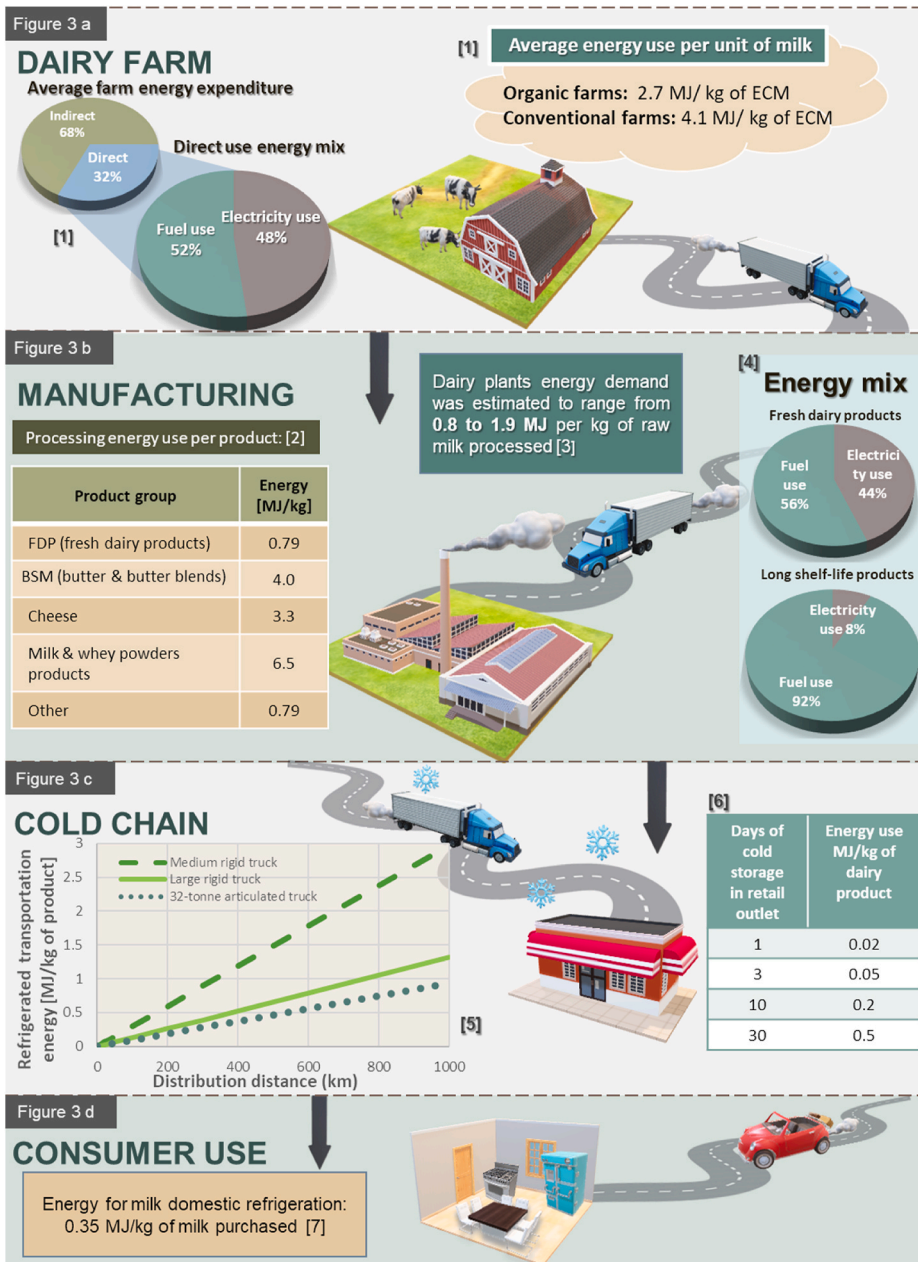 Figure 3 a
DAIRY FARM
Average farm energy expenditure
Indirect
68%
Direct
32%
[1]
Direct use energy mix
Fuel use
52%
Electricity use
48%
[1]
Average energy use per unit of milk
Organic farms: 2.7 MJ/ kg of ECM
Conventional farms: 4.1 MJ/ kg of ECM
Figure 3 b
MANUFACTURING
Processing energy use per product: [2]
Product group
Energy
[MJ/kg]
FDP (fresh dairy products)
0.79
BSM (butter & butter blends)
4.0
Cheese
3.3
Milk & whey powders
products
6.5
Other
0.79
Dairy plants energy demand
was estimated to range from
0.8 to 1.9 MJ per kg of raw
milk processed [3]
[4]
Energy mix
Fresh dairy products
Fuel
use
56%
Electrici
ty use
44%
Long shelf-life products
Electricity
use 8%
Fuel use
92%
Figure 3 c
COLD CHAIN
Refrigerated transportation
energy [MJ/kg of product]
3
2.5
2
1.5
1
0.5
0
Medium rigid truck
Large rigid truck
32-tonne articulated truck
[5]
0
200
400
600
800
1000
Distribution distance (km)
[6]
Days of
cold
storage
in retail
outlet
Energy use
MJ/kg of
dairy
product
1
0.02
3
0.05
10
0.2
30
0.5
Figure 3 d
CONSUMER USE
Energy for milk domestic refrigeration:
0.35 MJ/kg of milk purchased [7]